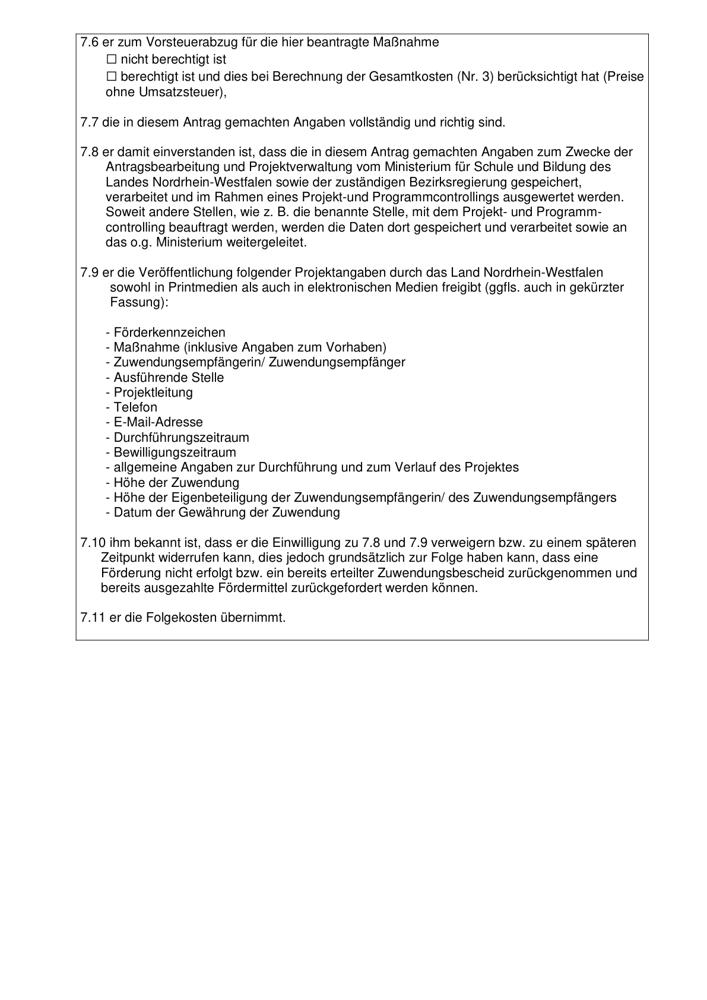 7.6 er zum Vorsteuerabzug für die hier beantragte Maßnahme
☐ nicht berechtigt ist
☐ berechtigt ist und dies bei Berechnung der Gesamtkosten (Nr. 3) berücksichtigt hat (Preise
ohne Umsatzsteuer),
7.7 die in diesem Antrag gemachten Angaben vollständig und richtig sind.
7.8 er damit einverstanden ist, dass die in diesem Antrag gemachten Angaben zum Zwecke der
Antragsbearbeitung und Projektverwaltung vom Ministerium für Schule und Bildung des
Landes Nordrhein-Westfalen sowie der zuständigen Bezirksregierung gespeichert,
verarbeitet und im Rahmen eines Projekt-und Programmcontrollings ausgewertet werden.
Soweit andere Stellen, wie z. B. die benannte Stelle, mit dem Projekt- und Programm-
controlling beauftragt werden, werden die Daten dort gespeichert und verarbeitet sowie an
das o.g. Ministerium weitergeleitet.
7.9 er die Veröffentlichung folgender Projektangaben durch das Land Nordrhein-Westfalen
sowohl in Printmedien als auch in elektronischen Medien freigibt (ggfls. auch in gekürzter
Fassung):
- Förderkennzeichen
- Maßnahme (inklusive Angaben zum Vorhaben)
- Zuwendungsempfängerin/ Zuwendungsempfänger
- Ausführende Stelle
- Projektleitung
- Telefon
- E-Mail-Adresse
- Durchführungszeitraum
- Bewilligungszeitraum
- allgemeine Angaben zur Durchführung und zum Verlauf des Projektes
- Höhe der Zuwendung
- Höhe der Eigenbeteiligung der Zuwendungsempfängerin/ des Zuwendungsempfängers
- Datum der Gewährung der Zuwendung
7.10 ihm bekannt ist, dass er die Einwilligung zu 7.8 und 7.9 verweigern bzw. zu einem späteren
Zeitpunkt widerrufen kann, dies jedoch grundsätzlich zur Folge haben kann, dass eine
Förderung nicht erfolgt bzw. ein bereits erteilter Zuwendungsbescheid zurückgenommen und
bereits ausgezahlte Fördermittel zurückgefordert werden können.
7.11 er die Folgekosten übernimmt.